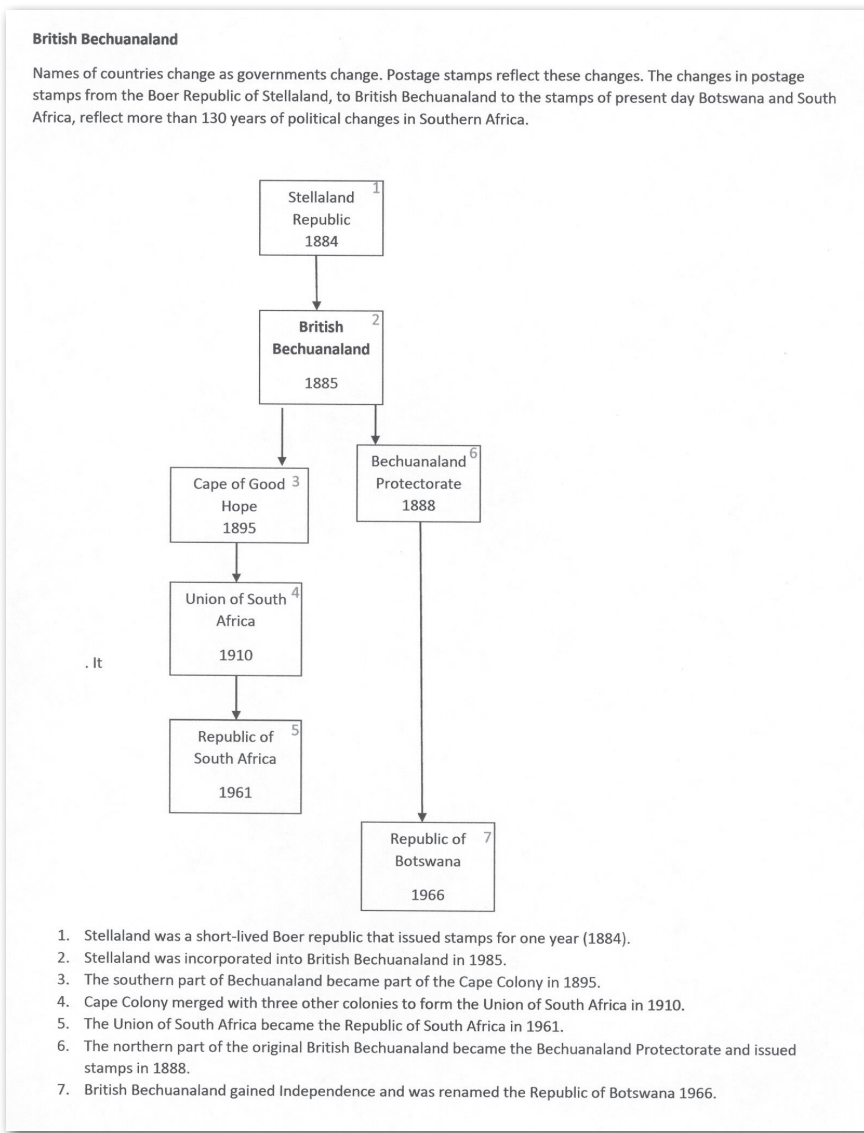 British Bechuanaland
Names of countries change as governments change. Postage stamps reflect these changes. The changes in postage
stamps from the Boer Republic of Stellaland, to British Bechuanaland to the stamps of present day Botswana and South
Africa, reflect more than 130 years of political changes in Southern Africa.
1
Stellaland
Republic
1884
2
British
Bechuanaland
1885
6
Bechuanaland
Protectorate
1888
Cape of Good 3
Hope
1895
4
Union of South
Africa
1910
. It
5
Republic of
South Africa
1961
Republic of 7
Botswana
1966
1. Stellaland was a short-lived Boer republic that issued stamps for one year (1884).
2. Stellaland was incorporated into British Bechuanaland in 1985.
3. The southern part of Bechuanaland became part of the Cape Colony in 1895.
4. Cape Colony merged with three other colonies to form the Union of South Africa in 1910.
5. The Union of South Africa became the Republic of South Africa in 1961.
6. The northern part of the original British Bechuanaland became the Bechuanaland Protectorate and issued
stamps in 1888.
7. British Bechuanaland gained Independence and was renamed the Republic of Botswana 1966.